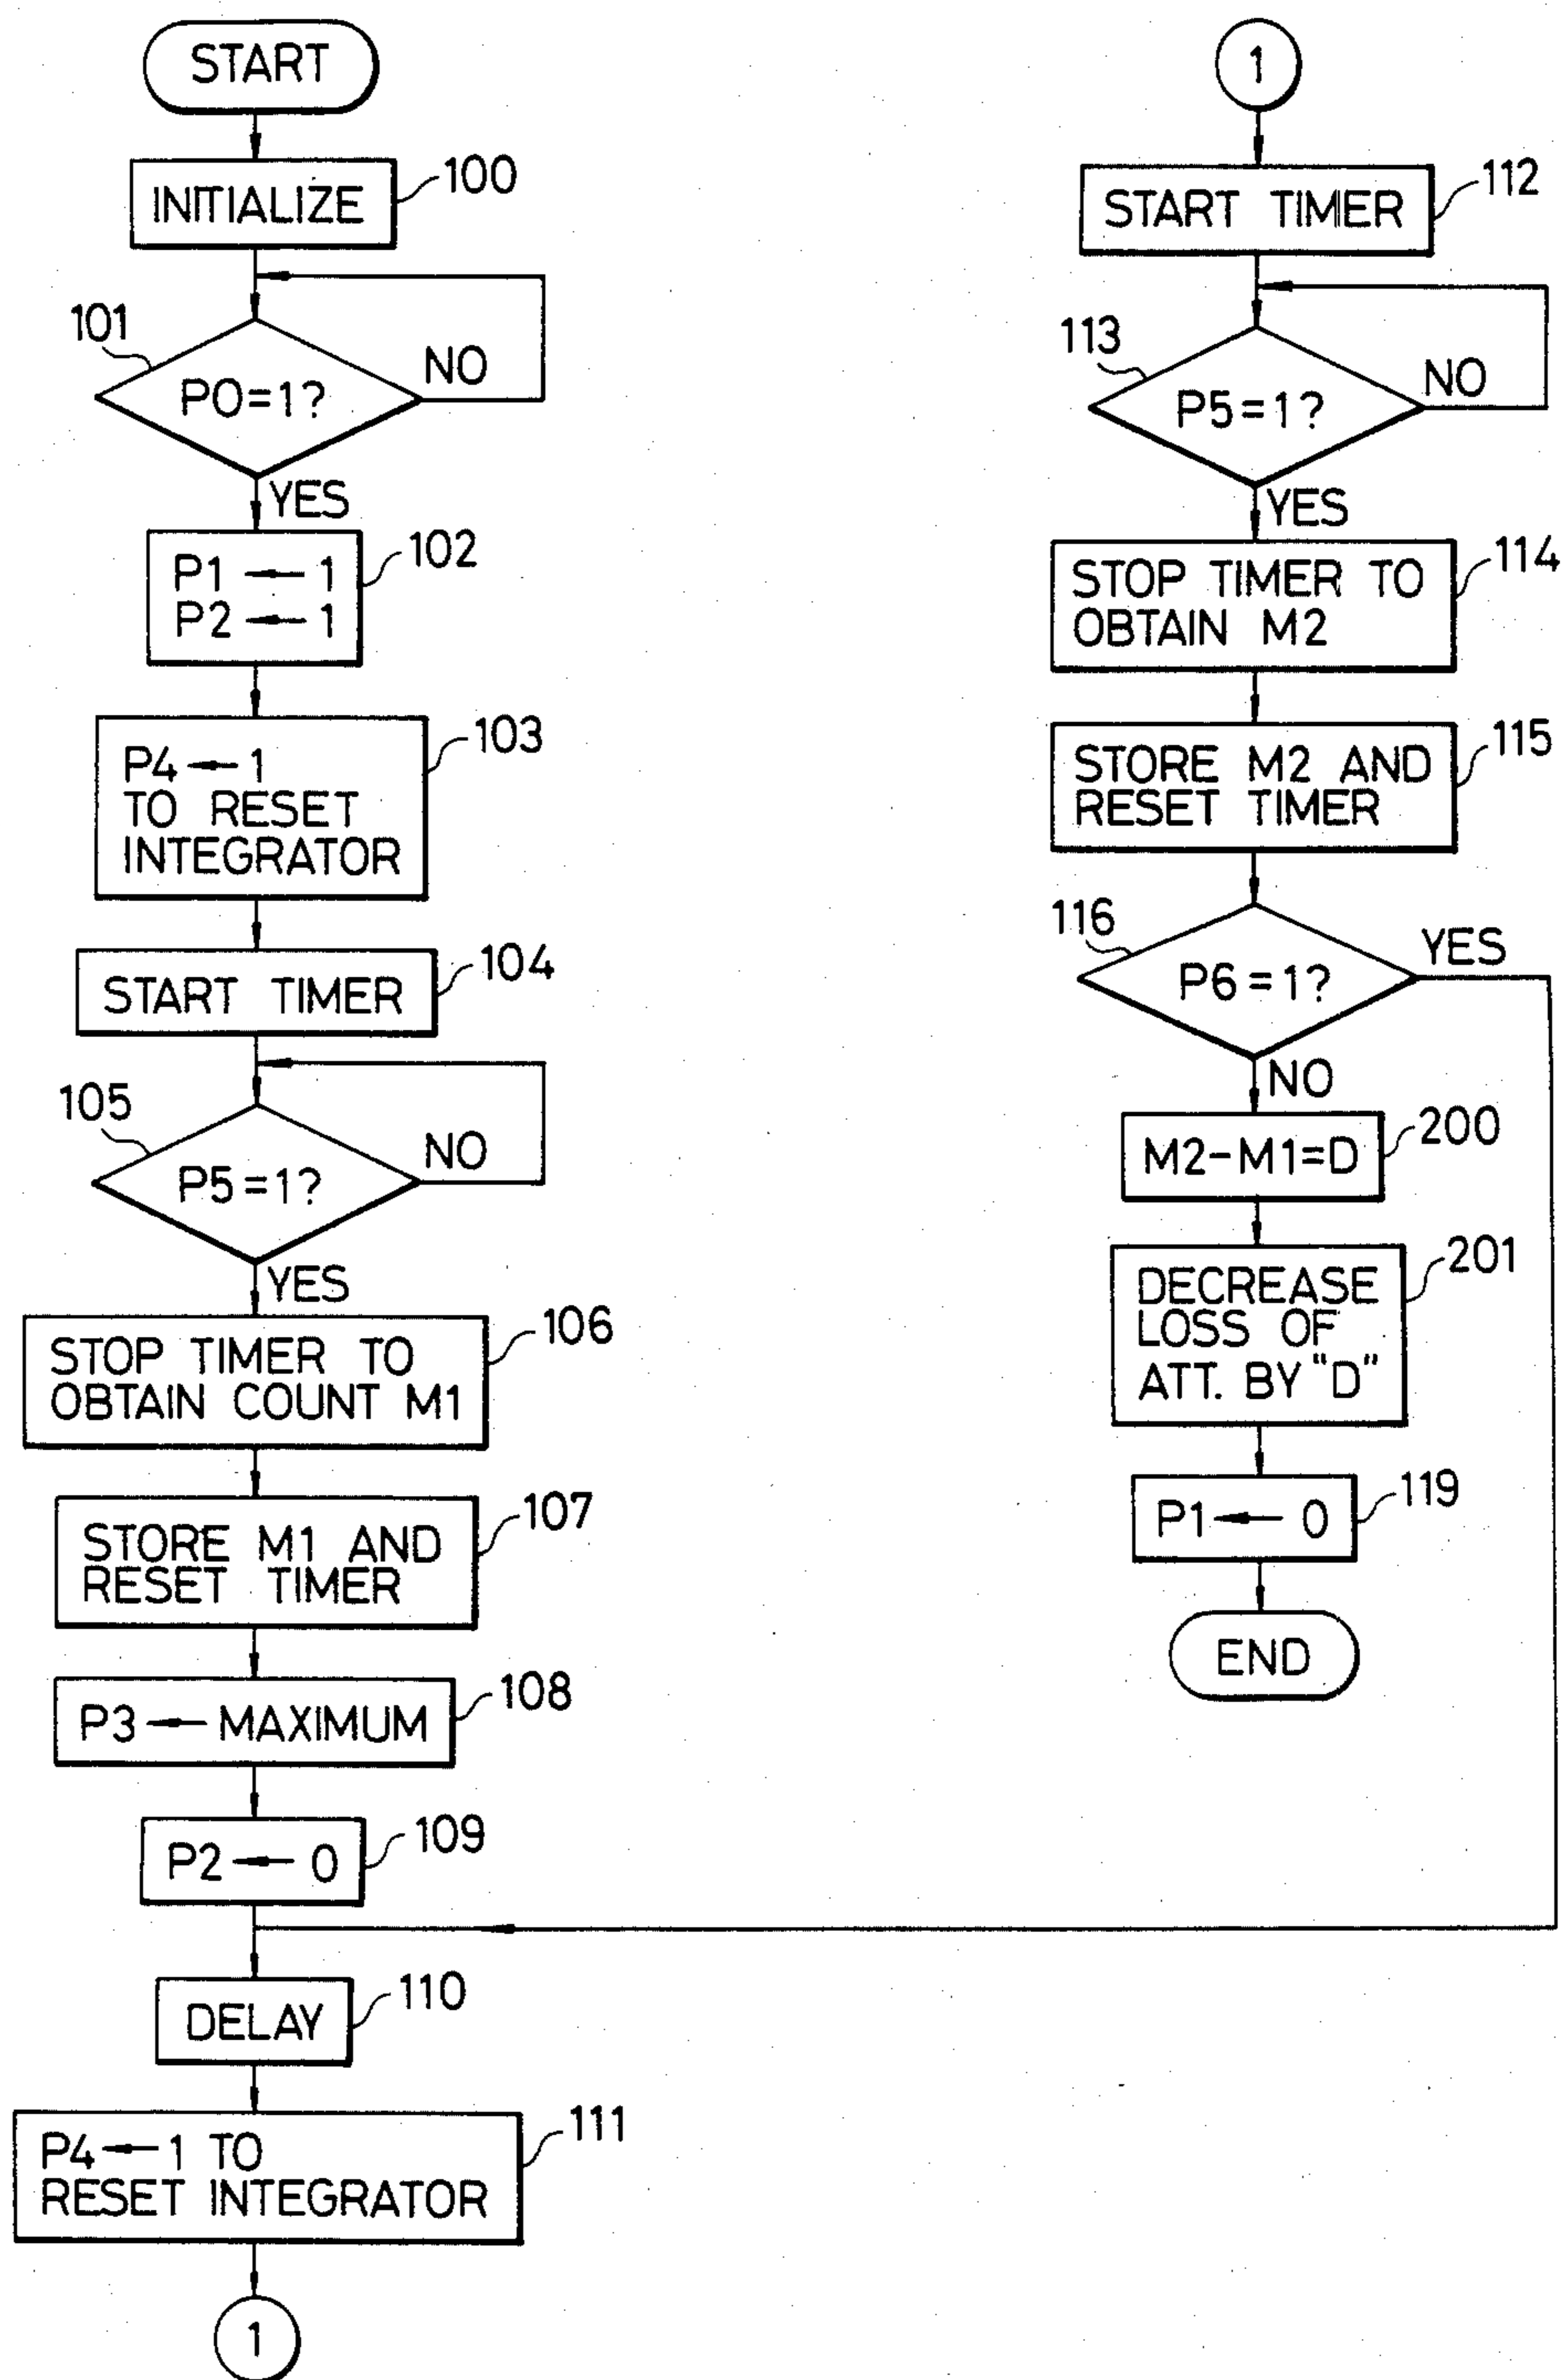 START
INITIALIZE
100
101
P0=1?
NO
YES
P1 ← 1
P2 ← 1
102
P4 ← 1
TO RESET
INTEGRATOR
103
START TIMER
104
105
P5=1?
NO
YES
STOP TIMER TO
OBTAIN COUNT M1
106
STORE M1 AND
RESET TIMER
107
P3 ← MAXIMUM
108
P2 ← 0
109
DELAY
110
P4 ← 1 TO
RESET INTEGRATOR
111
1
1
START TIMER
112
113
P5=1?
NO
YES
STOP TIMER TO
OBTAIN M2
114
STORE M2 AND
RESET TIMER
115
116
P6=1?
YES
NO
M2-M1=D
200
DECREASE
LOSS OF
ATT. BY "D"
201
P1 ← 0
119
END